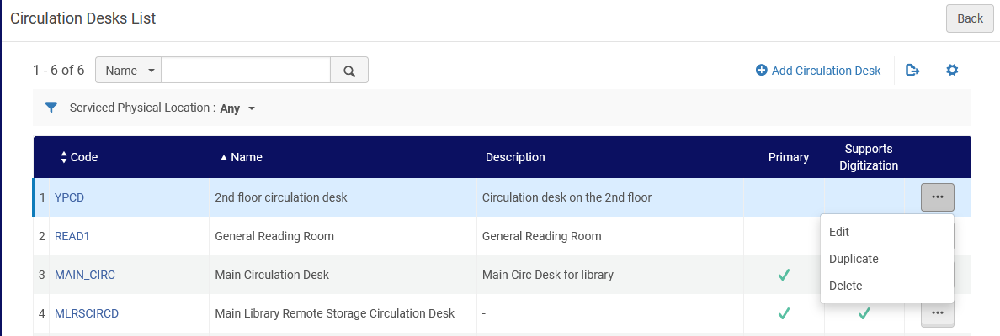 Circulation Desks List
Back
1 - 6 of 6
Name
Add Circulation Desk
Serviced Physical Location : Any
Code
Name
Description
Primary
Supports
Digitization
1 YPCD 2nd floor circulation desk Circulation desk on the 2nd floor
Edit
Duplicate
Delete
2 READ1 General Reading Room General Reading Room
3 MAIN_CIRC Main Circulation Desk Main Circ Desk for library
4 MLRSCIRCD Main Library Remote Storage Circulation Desk -